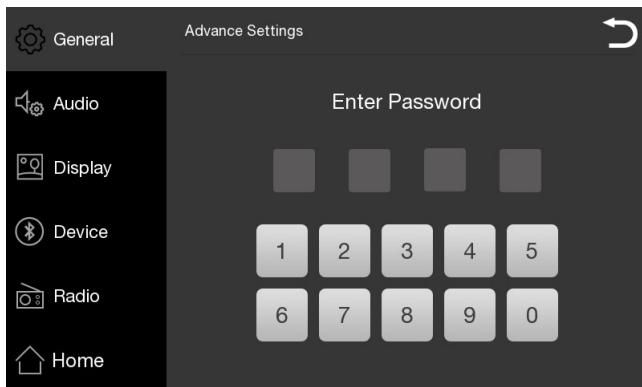 General
Audio
Display
Device
Radio
Home
Advance Settings
Enter Password
1 2 3 4 5
6 7 8 9 0